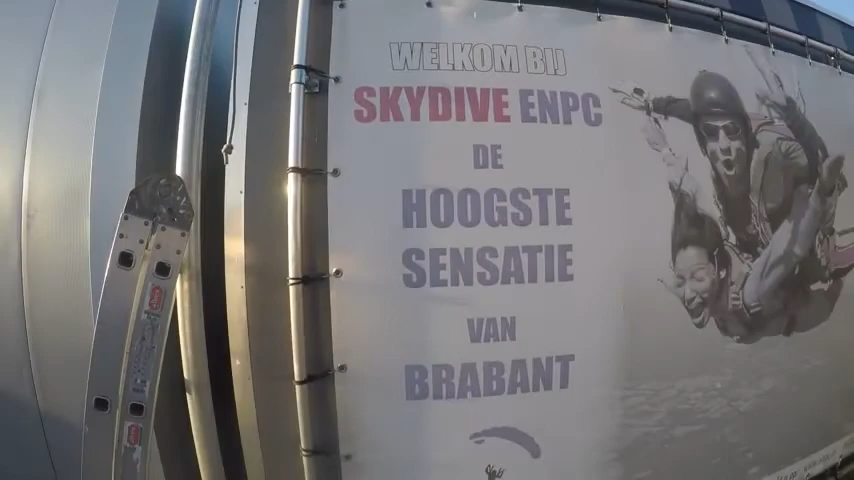 WELKOM BIJ
SKYDIVE ENPC
DE
HOOGSTE
SENSATIE
VAN
BRABANT